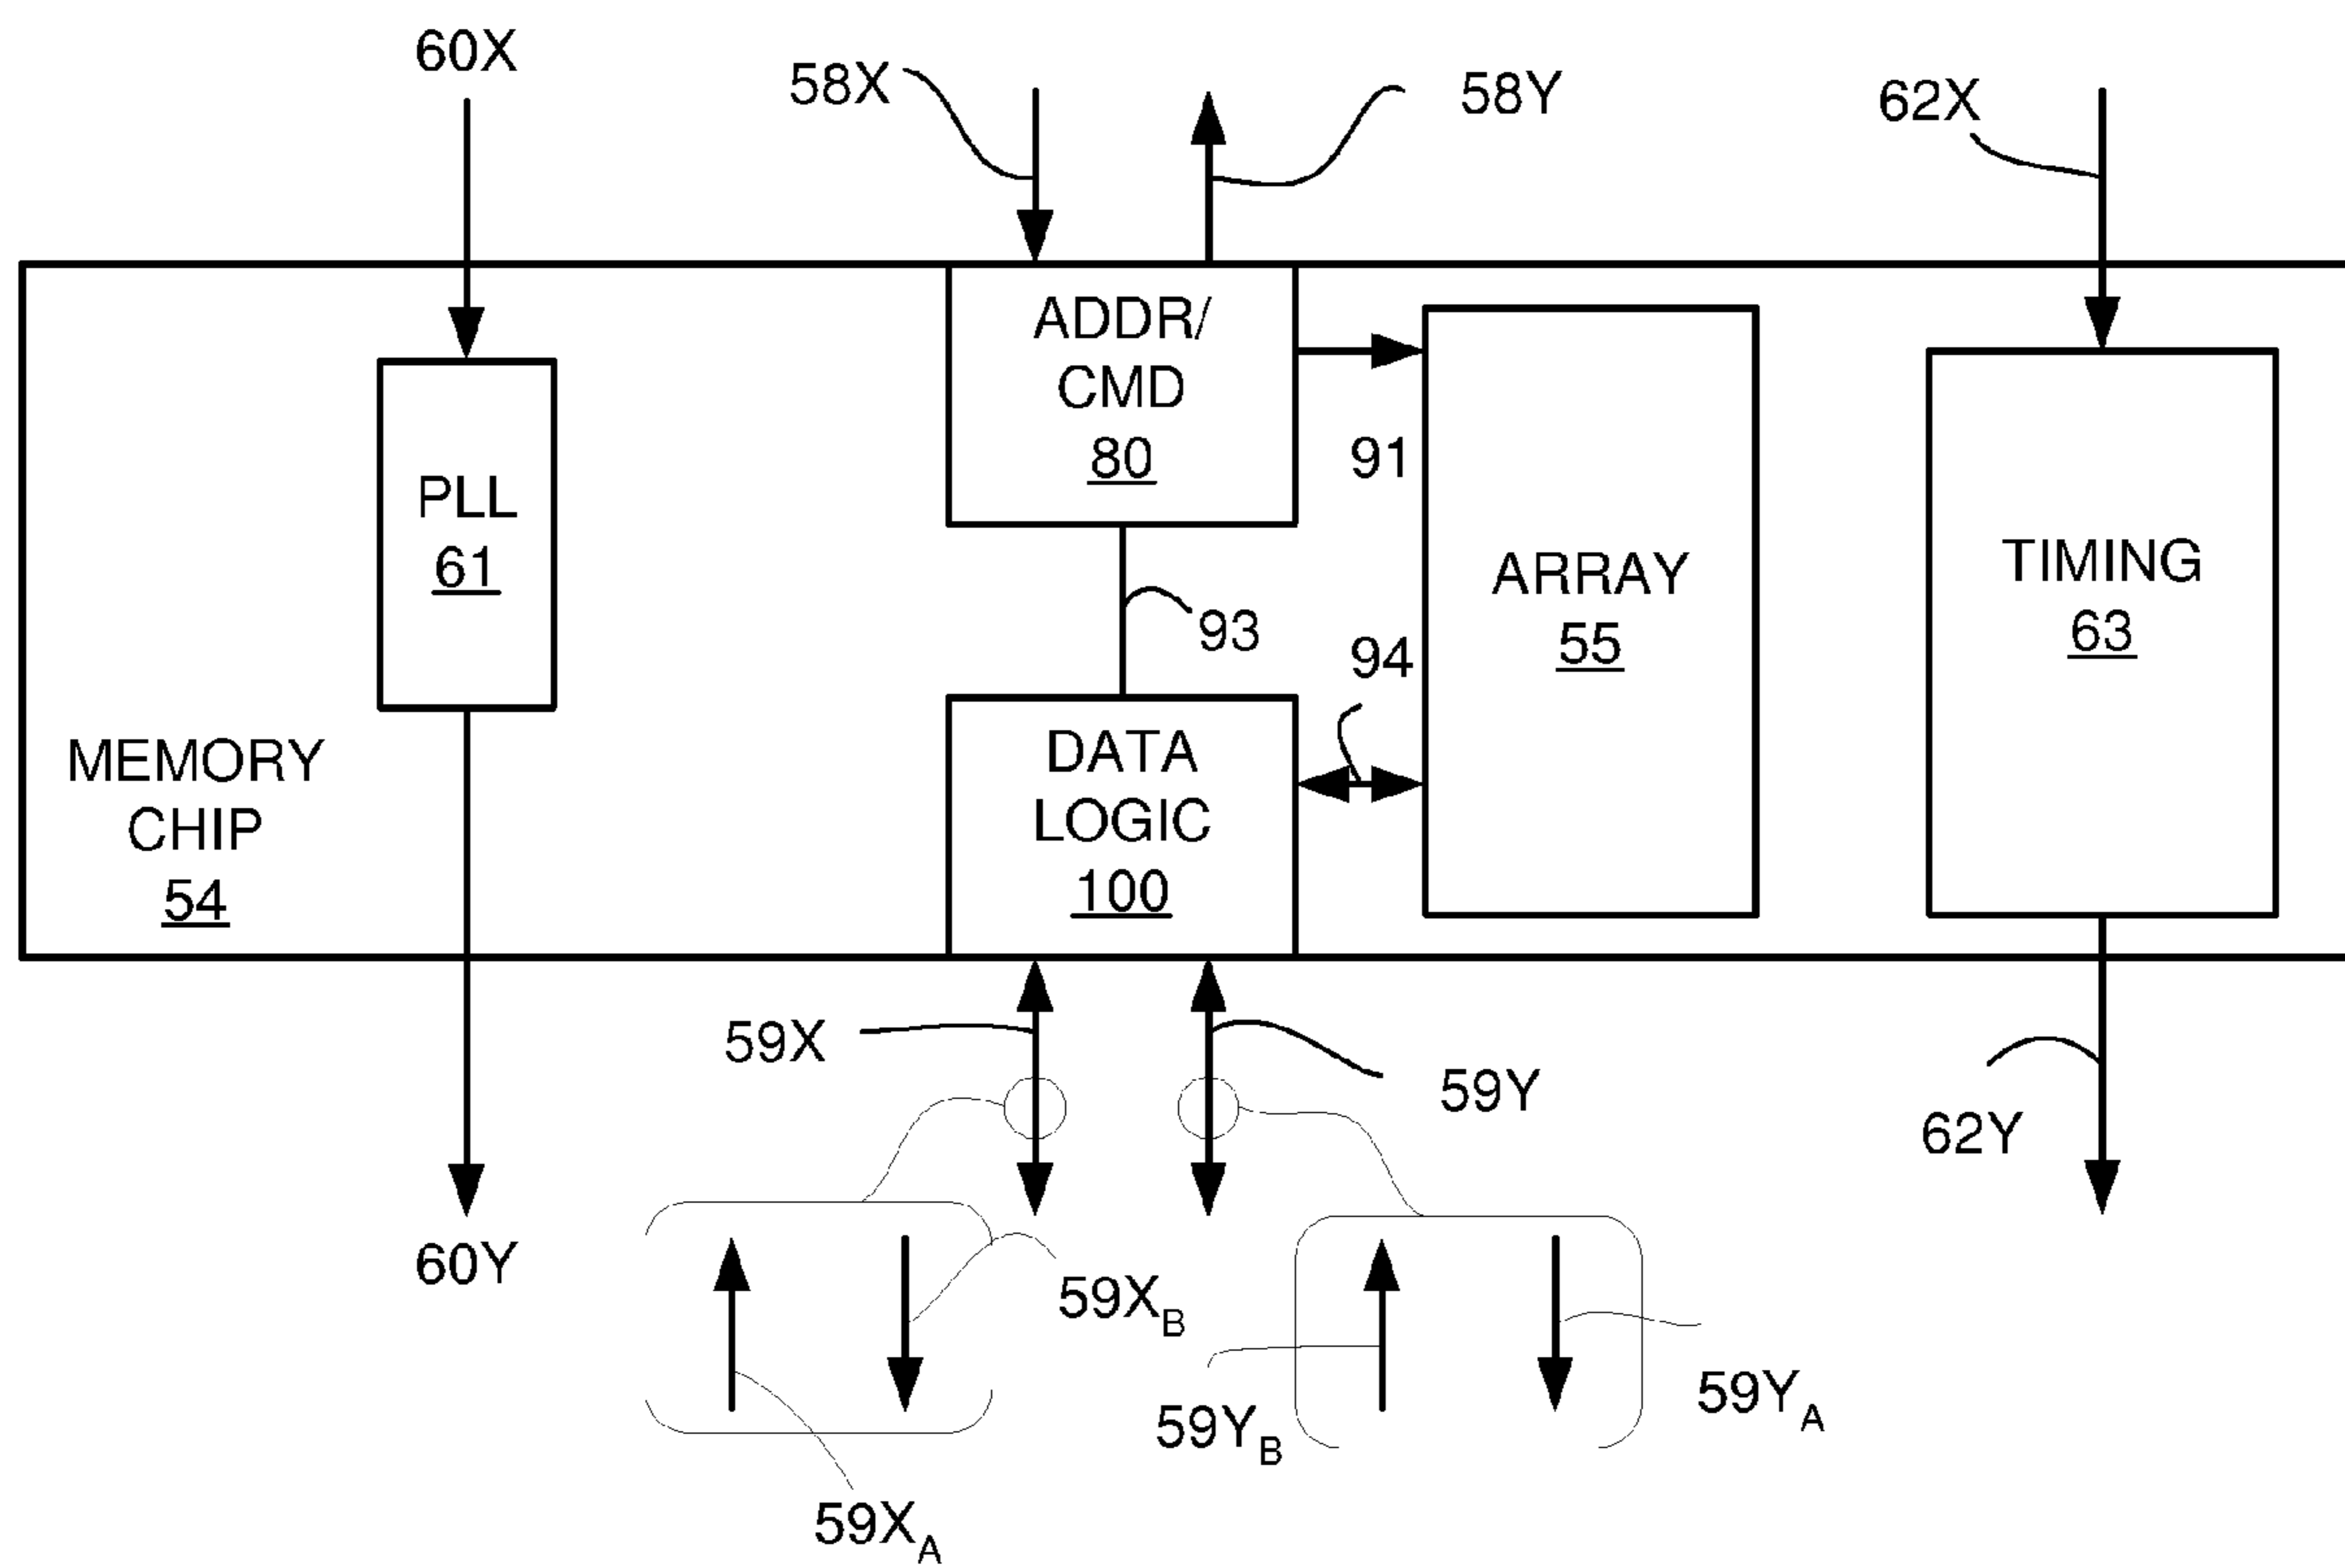 60X
58X
58Y
62X
ADDR/
CMD
80
91
PLL
61
ARRAY
55
TIMING
63
93
94
MEMORY
CHIP
54
DATA
LOGIC
100
59X
59Y
62Y
60Y
59XB
59YB
59YA
59XA